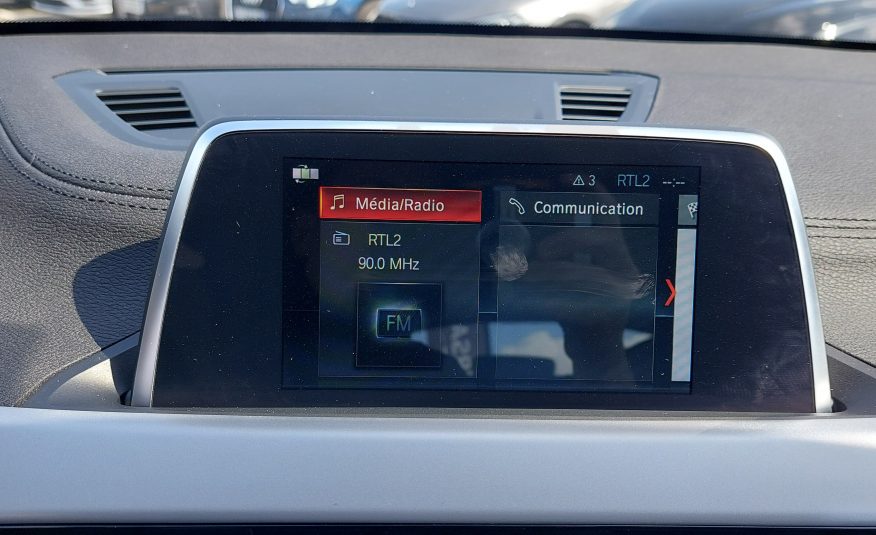 3 RTL2 --:--
Média/Radio
Communication
RTL2
90.0 MHz
FM